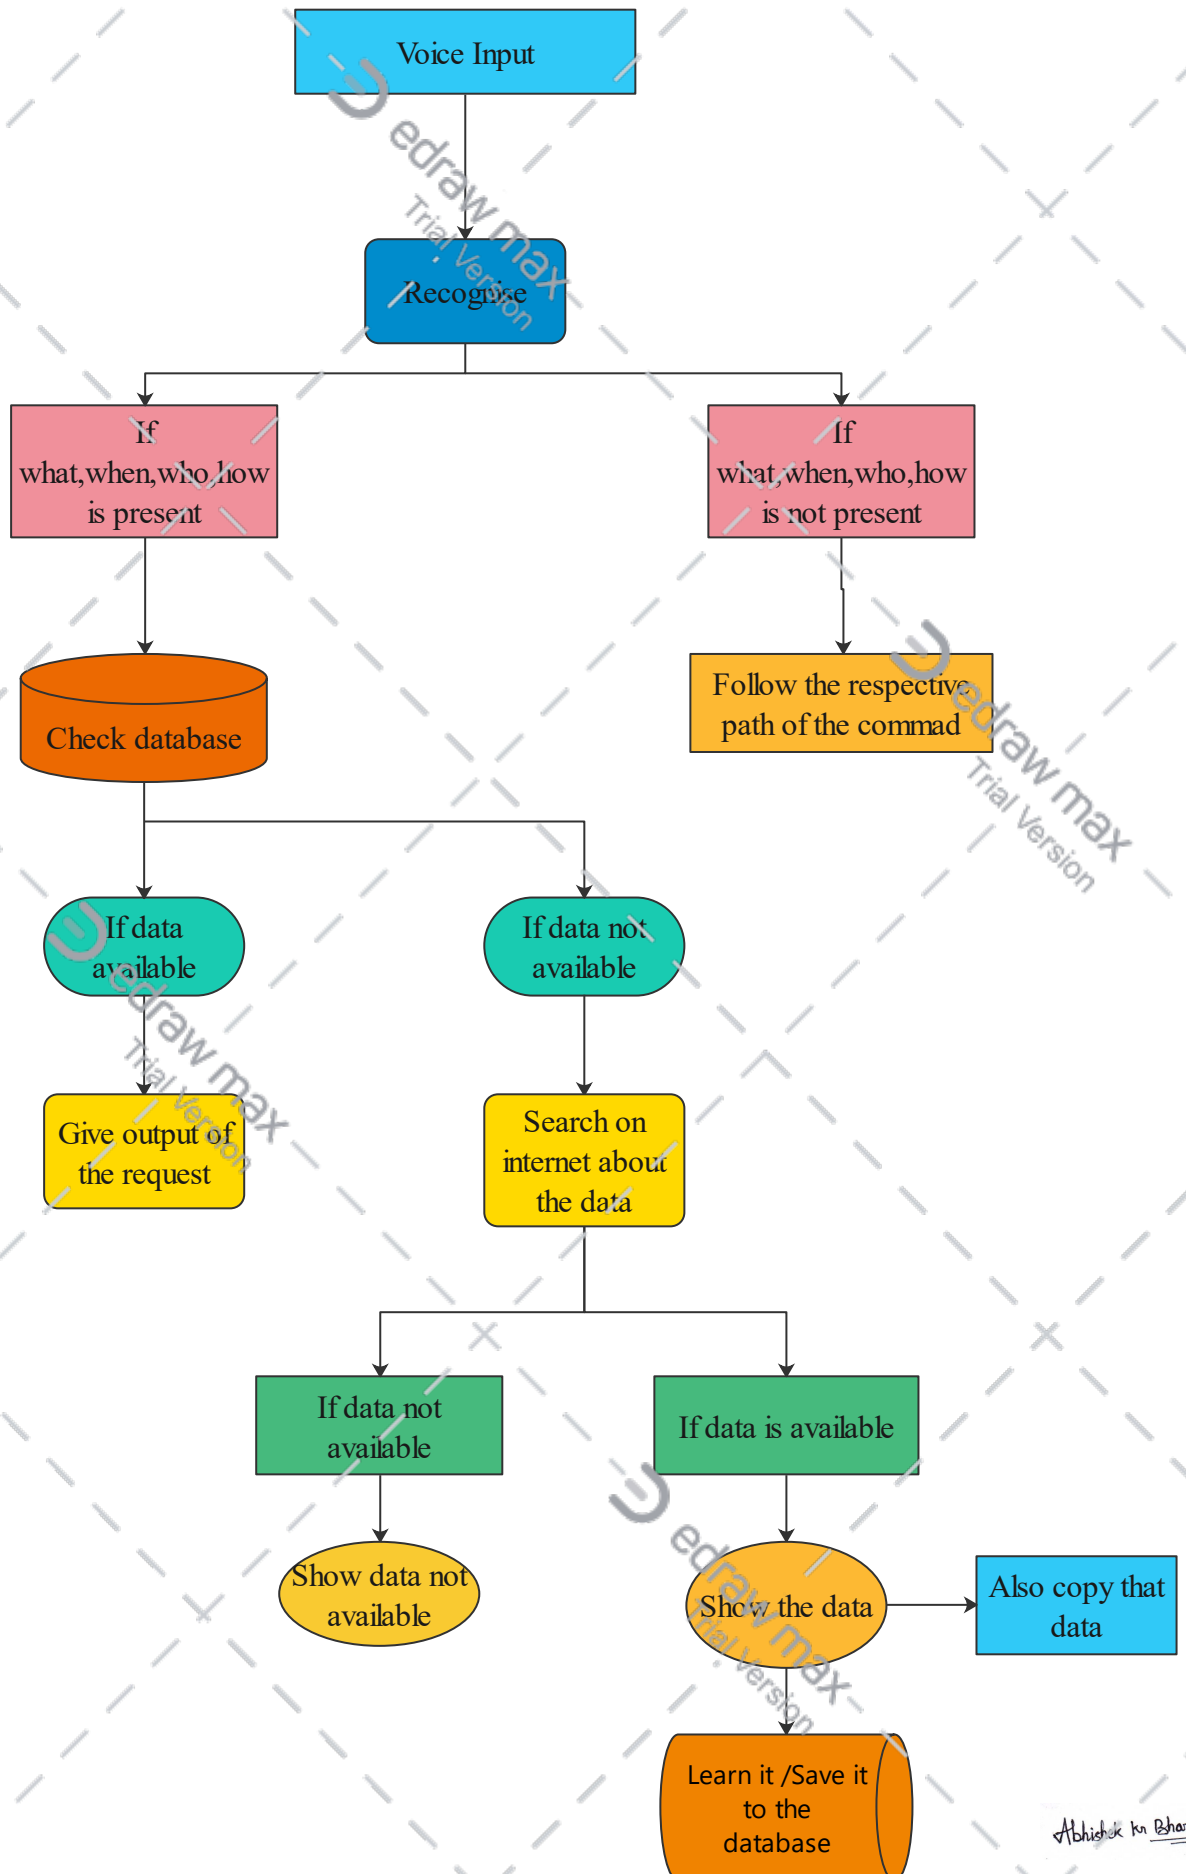 Voice Input
edraw max
Trial Version
Recognise
If
what,when,who,how
is present
If
what,when,who,how
is not present
Check database
Follow the respective
path of the commad
edraw max
Trial Version
If data
available
If data not
available
edraw max
Trial Version
Give output of
the request
Search on
internet about
the data
If data not
available
If data is available
edraw max
Trial Version
Show data not
available
Show the data
Also copy that
data
Learn it /Save it
to the
database
Abhishek